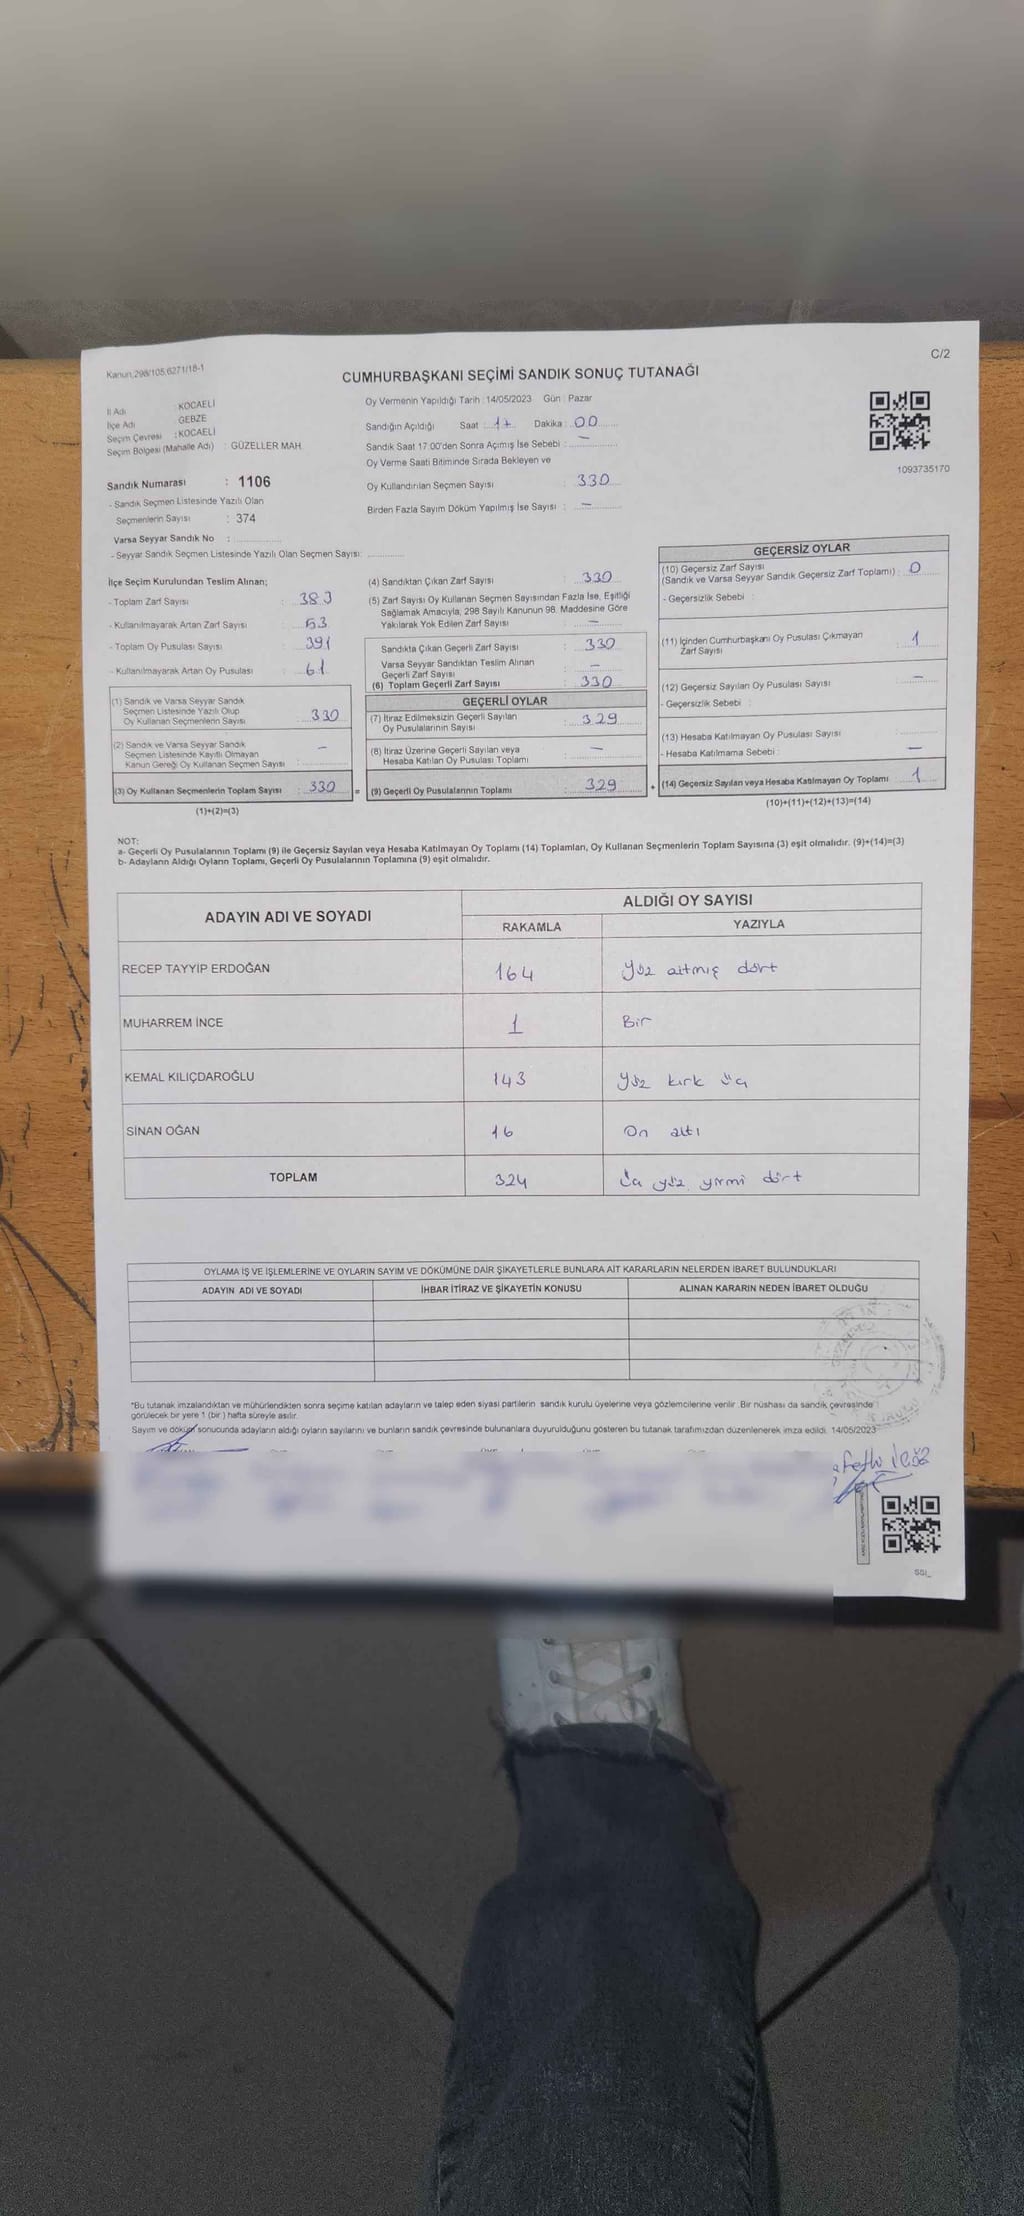 Kanun.298/105.6271/18-1
C/2
CUMHURBAŞKANI SEÇİMİ SANDIK SONUÇ TUTANAĞI
İl Adı : KOCAELİ
İlçe Adı : GEBZE
Seçim Çevresi : KOCAELİ
Seçim Bölgesi (Mahalle Adı) : GÜZELLER MAH.
Sandık Numarası : 1106
- Sandık Seçmen Listesinde Yazılı Olan
Seçmenlerin Sayısı : 374
Varsa Seyyar Sandık No :
- Seyyar Sandık Seçmen Listesinde Yazılı Olan Seçmen Sayısı:
Oy Vermenin Yapıldığı Tarih : 14/05/2023 Gün : Pazar
Sandığın Açıldığı Saat : 17 Dakika : 00
Sandık Saat 17:00'den Sonra Açımış İse Sebebi : —
Oy Verme Saati Bitiminde Sırada Bekleyen ve
Oy Kullandırılan Seçmen Sayısı : 330
Birden Fazla Sayım Döküm Yapılmış İse Sayısı : —
1093735170
İlçe Seçim Kurulundan Teslim Alınan;
- Toplam Zarf Sayısı : 383
- Kullanılmayarak Artan Zarf Sayısı : 53
- Toplam Oy Pusulası Sayısı : 391
- Kullanılmayarak Artan Oy Pusulası : 61
(1) Sandık ve Varsa Seyyar Sandık
Seçmen Listesinde Yazılı Olup
Oy Kullanan Seçmenlerin Sayısı : 330
(2) Sandık ve Varsa Seyyar Sandık
Seçmen Listesinde Kayıtlı Olmayan
Kanun Gereği Oy Kullanan Seçmen Sayısı : —
(3) Oy Kullanan Seçmenlerin Toplam Sayısı : 330 =
(1)+(2)=(3)
(4) Sandıktan Çıkan Zarf Sayısı : 330
(5) Zarf Sayısı Oy Kullanan Seçmen Sayısından Fazla İse, Eşitliği
Sağlamak Amacıyla, 298 Sayılı Kanunun 98. Maddesine Göre
Yakılarak Yok Edilen Zarf Sayısı : —
Sandıkta Çıkan Geçerli Zarf Sayısı : 330
Varsa Seyyar Sandıktan Teslim Alınan
Geçerli Zarf Sayısı : —
(6) Toplam Geçerli Zarf Sayısı : 330
GEÇERLİ OYLAR
(7) İtiraz Edilmeksizin Geçerli Sayılan
Oy Pusulalarının Sayısı : 329
(8) İtiraz Üzerine Geçerli Sayılan veya
Hesaba Katılan Oy Pusulası Toplamı : —
(9) Geçerli Oy Pusulalarının Toplamı : 329 +
GEÇERSİZ OYLAR
(10) Geçersiz Zarf Sayısı
(Sandık ve Varsa Seyyar Sandık Geçersiz Zarf Toplamı) : 0
- Geçersizlik Sebebi :
(11) İçinden Cumhurbaşkanı Oy Pusulası Çıkmayan
Zarf Sayısı : 1
(12) Geçersiz Sayılan Oy Pusulası Sayısı : —
- Geçersizlik Sebebi :
(13) Hesaba Katılmayan Oy Pusulası Sayısı :
- Hesaba Katılmama Sebebi : —
(14) Geçersiz Sayılan veya Hesaba Katılmayan Oy Toplamı : 1
(10)+(11)+(12)+(13)=(14)
NOT:
a- Geçerli Oy Pusulalarının Toplamı (9) ile Geçersiz Sayılan veya Hesaba Katılmayan Oy Toplamı (14) Toplamları, Oy Kullanan Seçmenlerin Toplam Sayısına (3) eşit olmalıdır. (9)+(14)=(3)
b- Adayların Aldığı Oyların Toplamı, Geçerli Oy Pusulalarının Toplamına (9) eşit olmalıdır.
ADAYIN ADI VE SOYADI
ALDIĞI OY SAYISI
RAKAMLA YAZIYLA
RECEP TAYYİP ERDOĞAN 164 Yüz altmış dört
MUHARREM İNCE 1 Bir
KEMAL KILIÇDAROĞLU 143 Yüz kırk üç
SİNAN OĞAN 16 On altı
TOPLAM 324 Üç yüz yirmi dört
OYLAMA İŞ VE İŞLEMLERİNE VE OYLARIN SAYIM VE DÖKÜMÜNE DAİR ŞİKAYETLERLE BUNLARA AİT KARARLARIN NELERDEN İBARET BULUNDUKLARI
ADAYIN ADI VE SOYADI İHBAR İTİRAZ VE ŞİKAYETİN KONUSU ALINAN KARARIN NEDEN İBARET OLDUĞU
*Bu tutanak imzalandıktan ve mühürlendikten sonra seçime katılan adayların ve talep eden siyasi partilerin sandık kurulu üyelerine veya gözlemcilerine verilir. Bir nüshası da sandık çevresinde
görülecek bir yere 1 (bir ) hafta süreyle asılır.
Sayım ve döküm sonucunda adayların aldığı oyların sayılarını ve bunların sandık çevresinde bulunanlara duyurulduğunu gösteren bu tutanak tarafımızdan düzenlenerek imza edildi. 14/05/2023